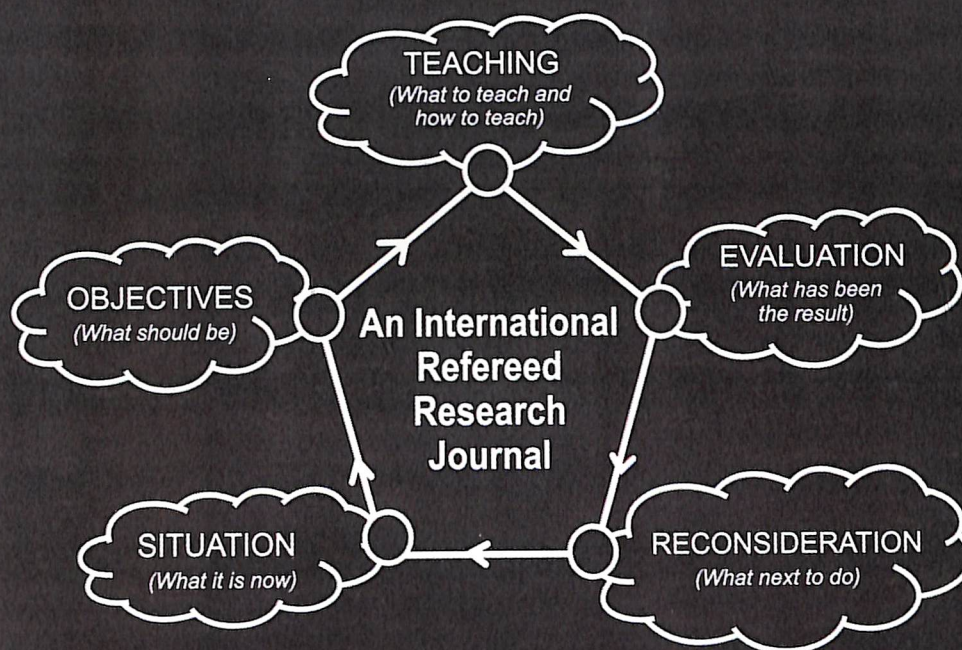 TEACHING
(What to teach and
how to teach)
EVALUATION
(What has been
the result)
OBJECTIVES
(What should be)
An International
Refereed
Research
Journal
SITUATION
(What it is now)
RECONSIDERATION
(What next to do)